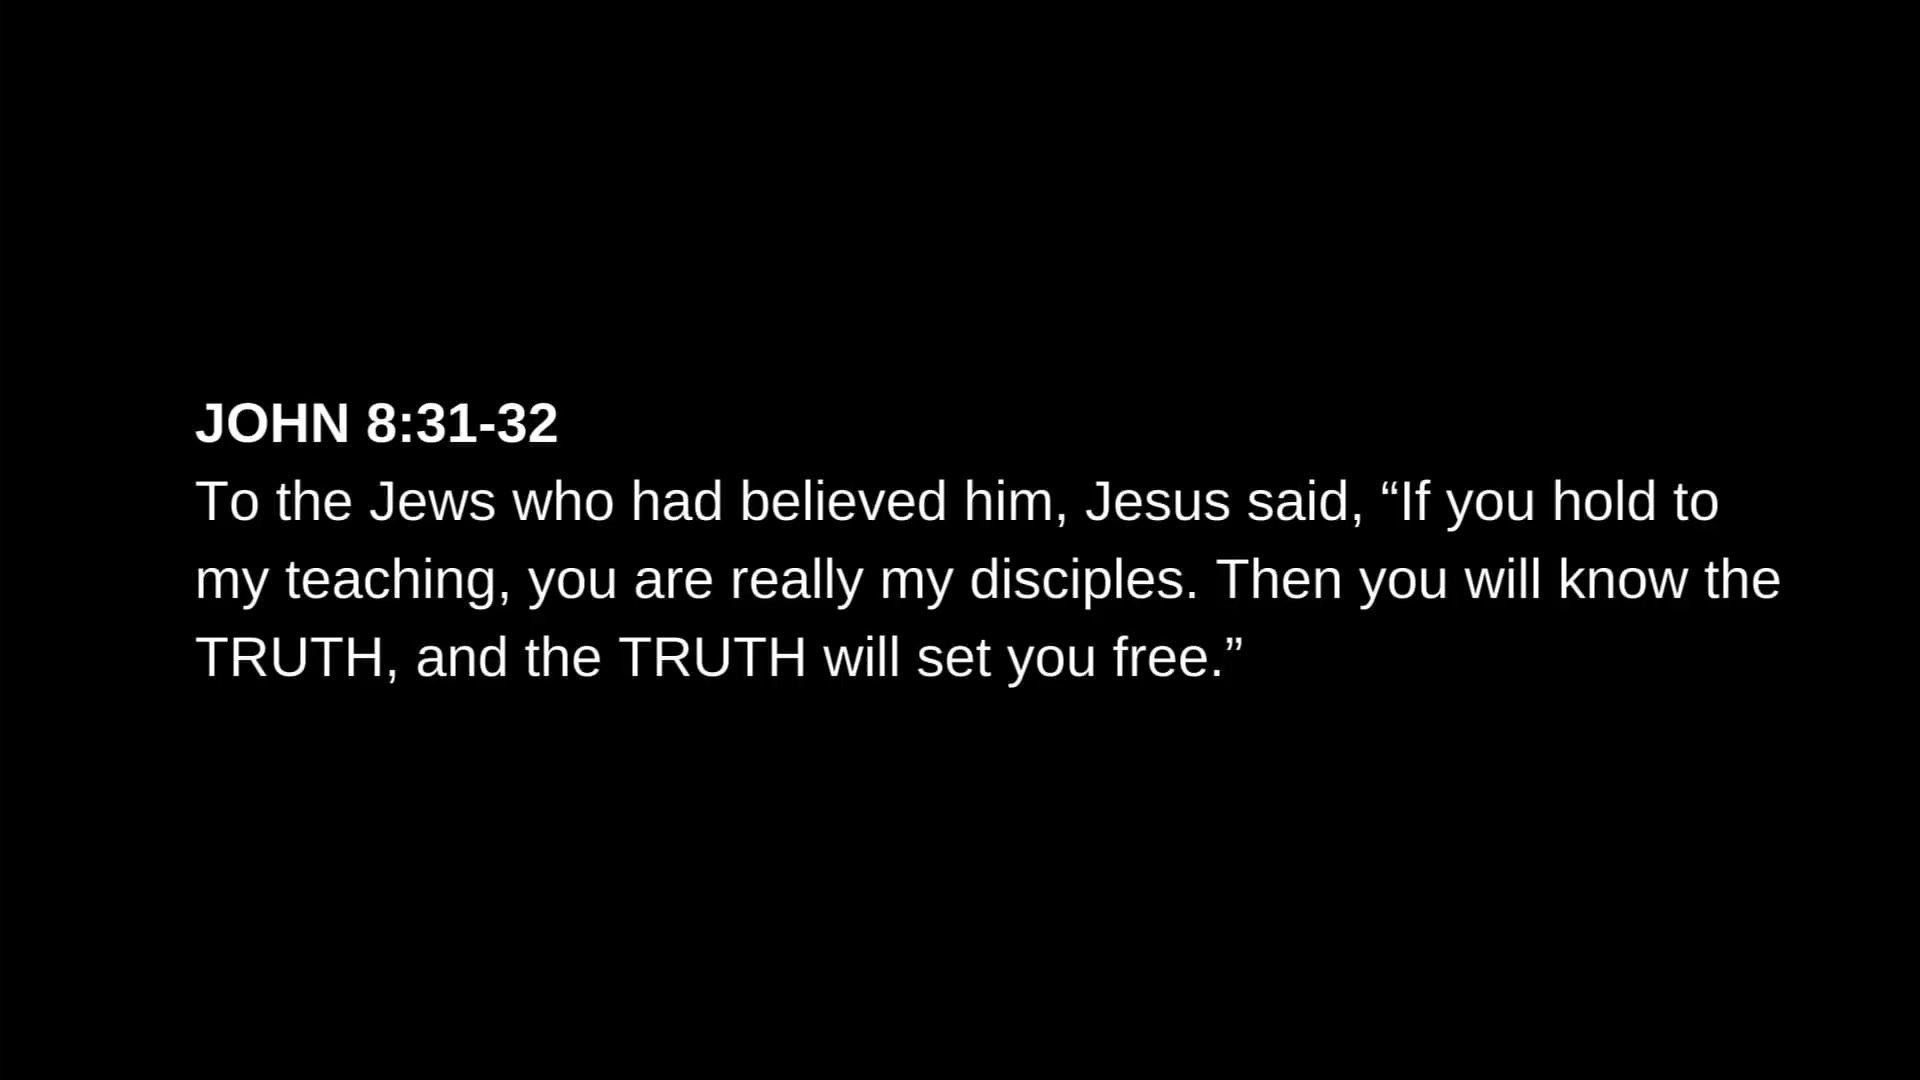 JOHN 8:31-32
To the Jews who had believed him, Jesus said, “If you hold to
my teaching, you are really my disciples. Then you will know the
TRUTH, and the TRUTH will set you free.”